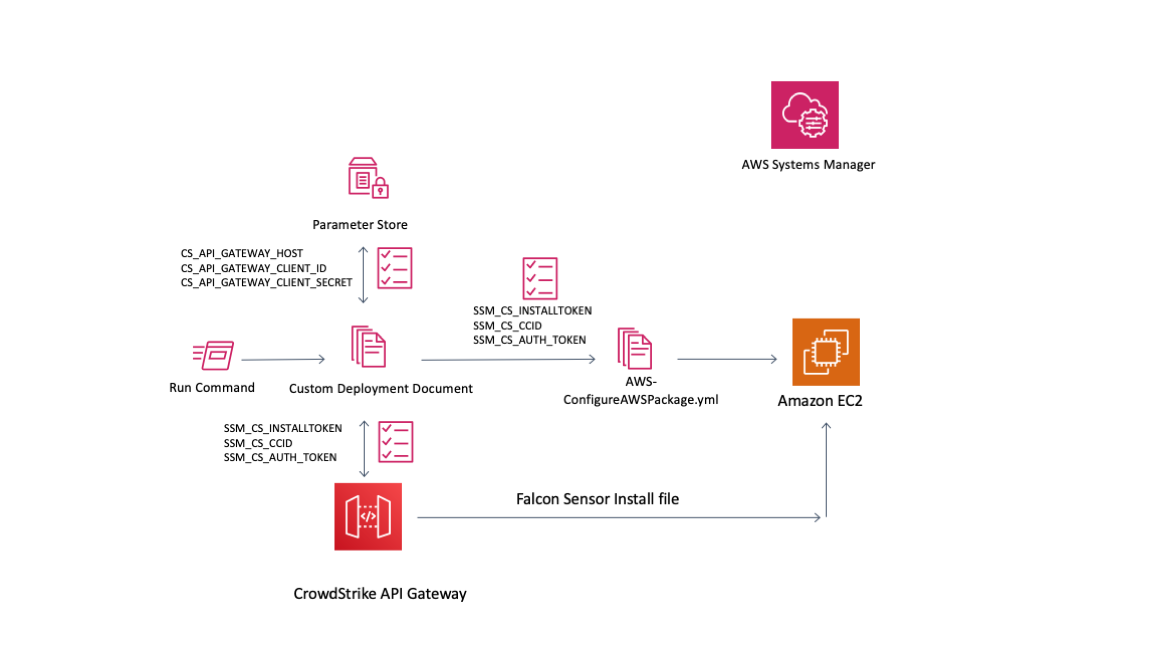 AWS Systems Manager
Parameter Store
CS_API_GATEWAY_HOST
CS_API_GATEWAY_CLIENT_ID
CS_API_GATEWAY_CLIENT_SECRET
SSM_CS_INSTALLTOKEN
SSM_CS_CCID
SSM_CS_AUTH_TOKEN
Run Command
Custom Deployment Document
AWS-
ConfigureAWSPackage.yml
Amazon EC2
SSM_CS_INSTALLTOKEN
SSM_CS_CCID
SSM_CS_AUTH_TOKEN
</>
Falcon Sensor Install file
CrowdStrike API Gateway